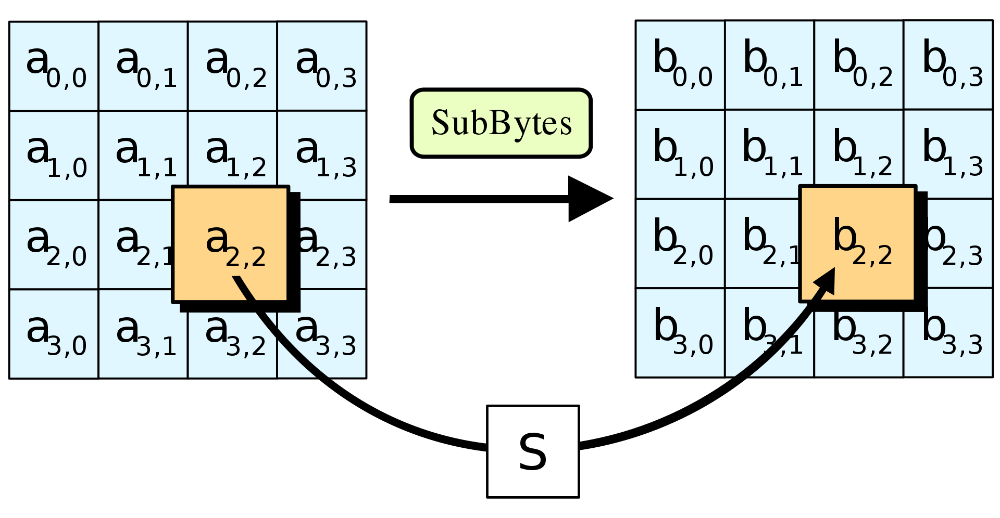 a0,0 a0,1 a0,2 a0,3
a1,0 a1,1 a1,2 a1,3
a2,0 a2,1 a2,2 a2,3
a3,0 a3,1 a3,2 a3,3
SubBytes
b0,0 b0,1 b0,2 b0,3
b1,0 b1,1 b1,2 b1,3
b2,0 b2,1 b2,2 b2,3
b3,0 b3,1 b3,2 b3,3
S